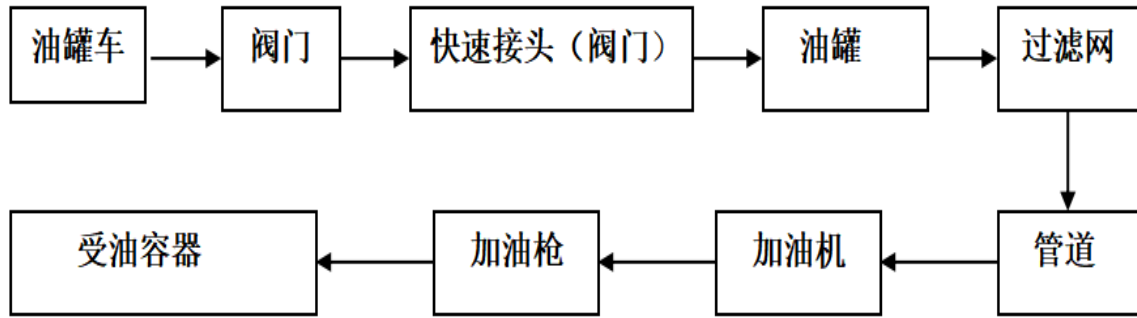 油罐车
阀门
快速接头（阀门）
油罐
过滤网
管道
加油机
加油枪
受油容器